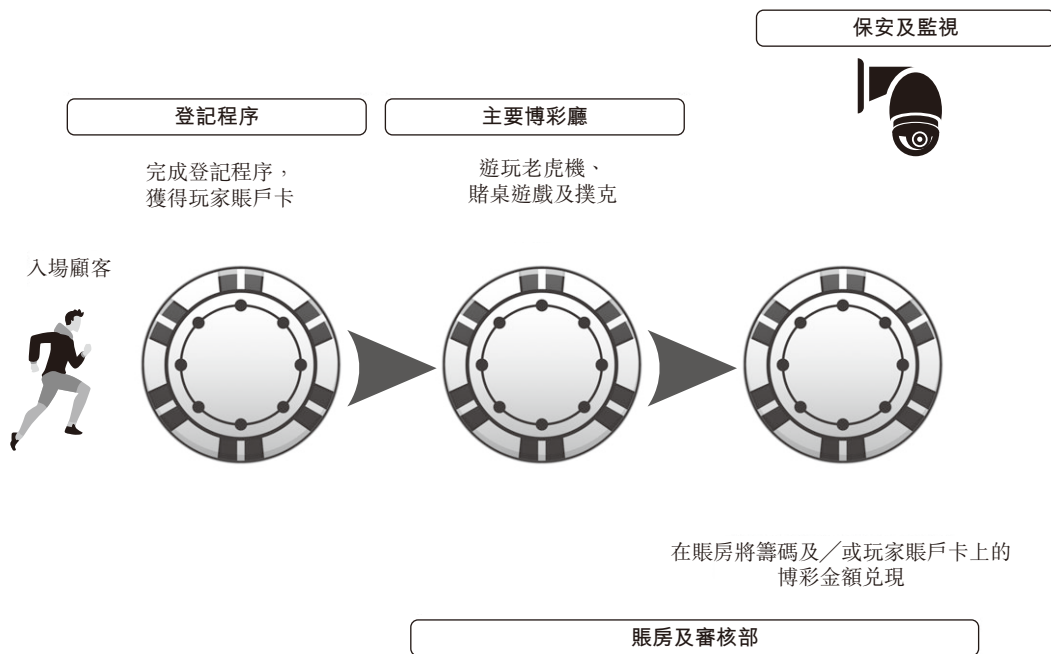 保安及監視
登記程序
主要博彩廳
完成登記程序，
獲得玩家賬戶卡
遊玩老虎機、
賭桌遊戲及撲克
入場顧客
在賬房將籌碼及╱或玩家賬戶卡上的
博彩金額兑現
賬房及審核部